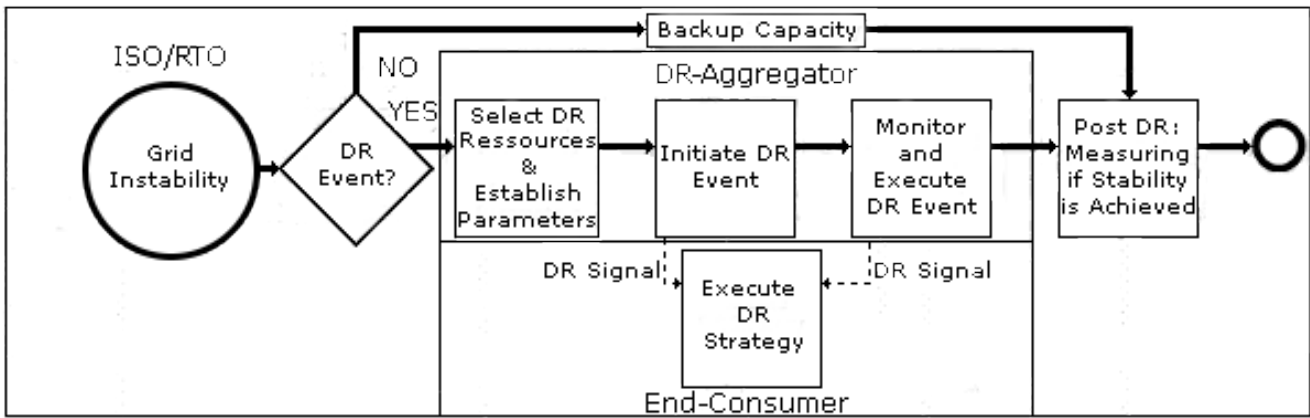 Backup Capacity
ISO/RTO
NO
DR-Aggregator
YES
Grid
Instability
DR
Event?
Select DR
Ressources
&
Establish
Parameters
Initiate DR
Event
Monitor
and
Execute
DR Event
Post DR:
Measuring
if Stability
is Achieved
DR Signal
DR Signal
Execute
DR
Strategy
End-Consumer